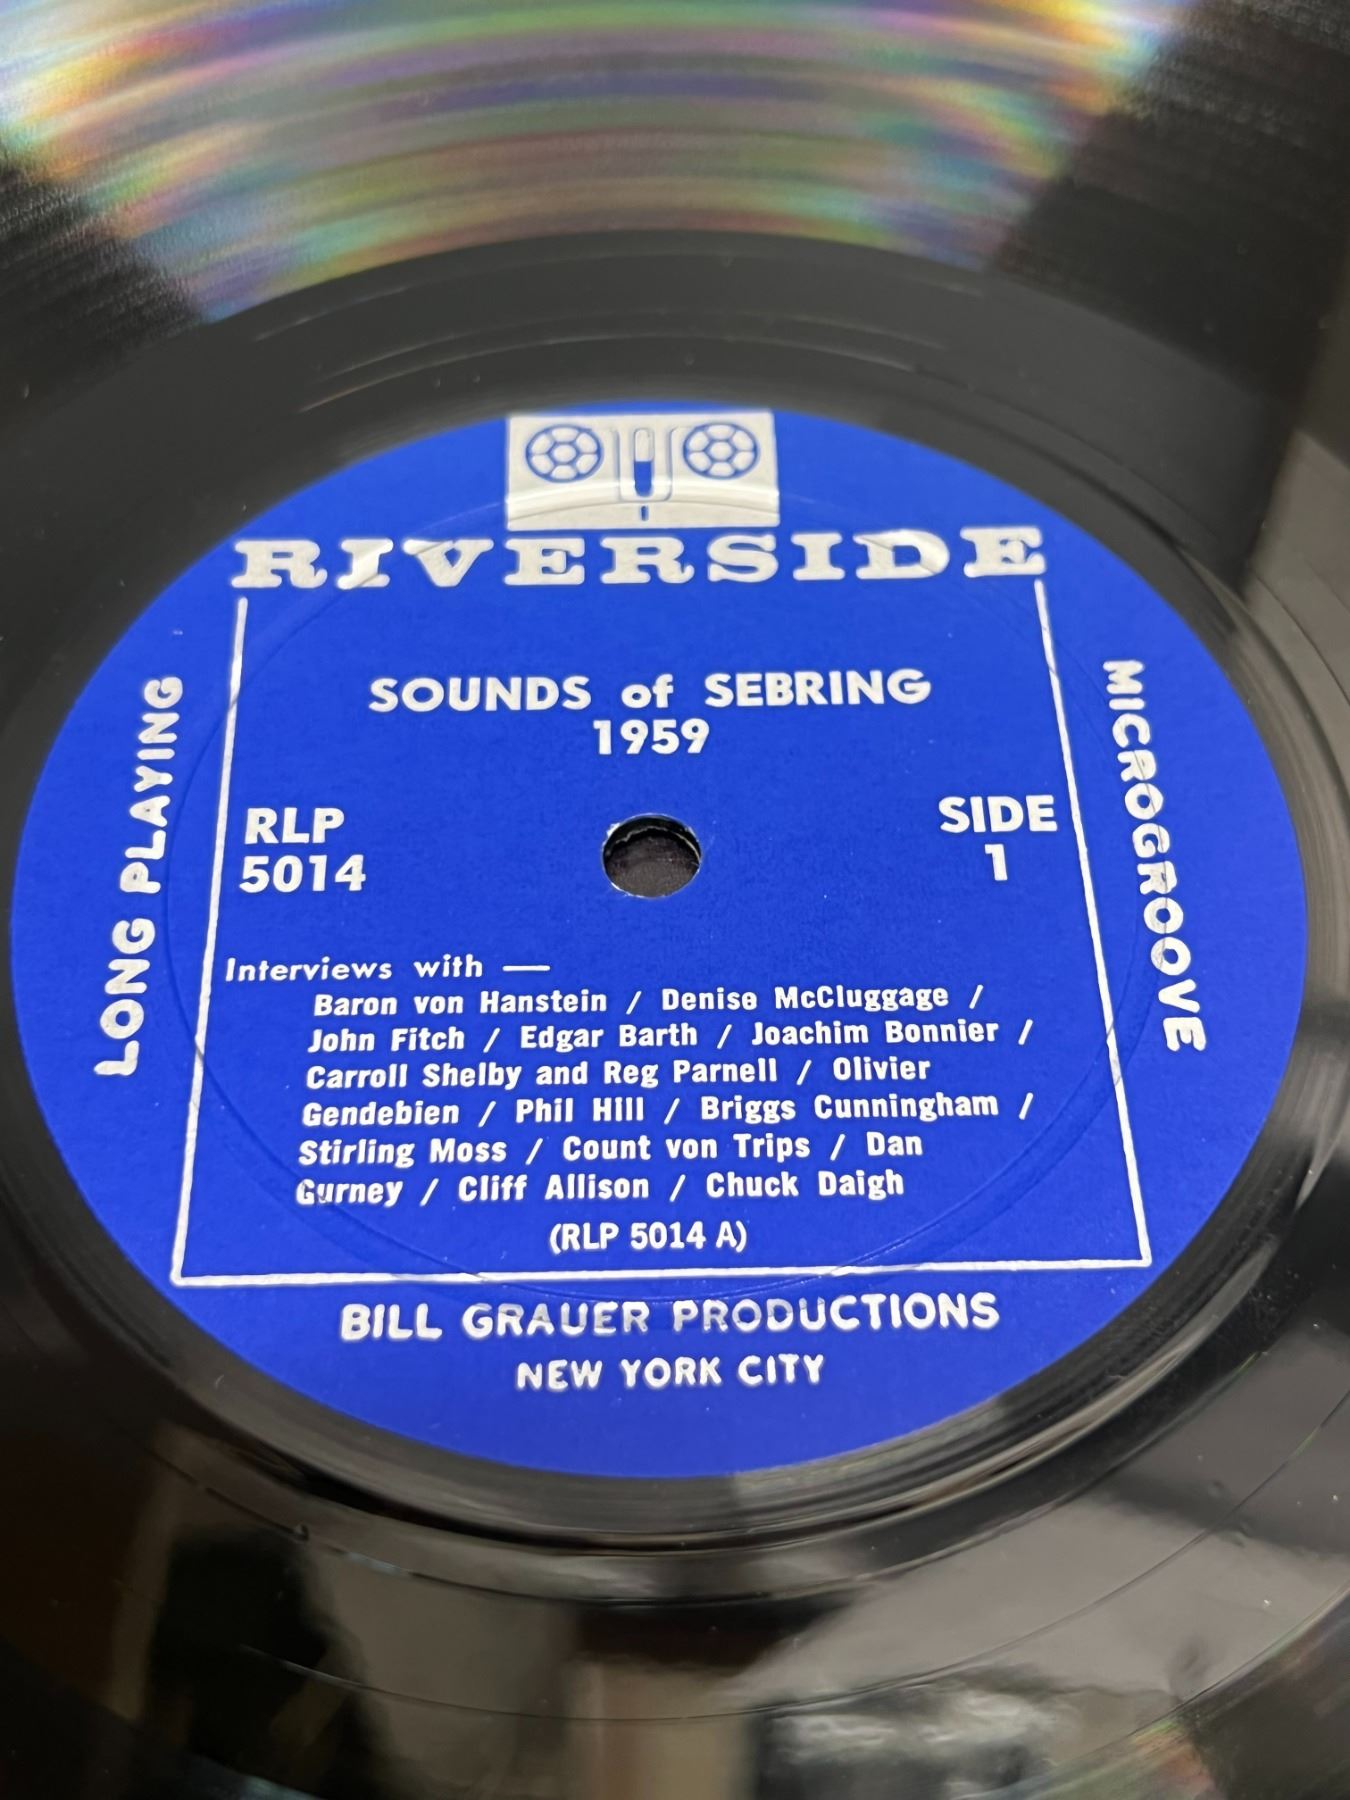 RIVERSIDE
SOUNDS of SEBRING
1959
RLP
5014
SIDE
1
LONG PLAYING
MICROGROOVE
Interviews with —
Baron von Hanstein / Denise McCluggage /
John Fitch / Edgar Barth / Joachim Bonnier /
Carroll Shelby and Reg Parnell / Olivier
Gendebien / Phil Hill / Briggs Cunningham /
Stirling Moss / Count von Trips / Dan
Gurney / Cliff Allison / Chuck Daigh
(RLP 5014 A)
BILL GRAUER PRODUCTIONS
NEW YORK CITY